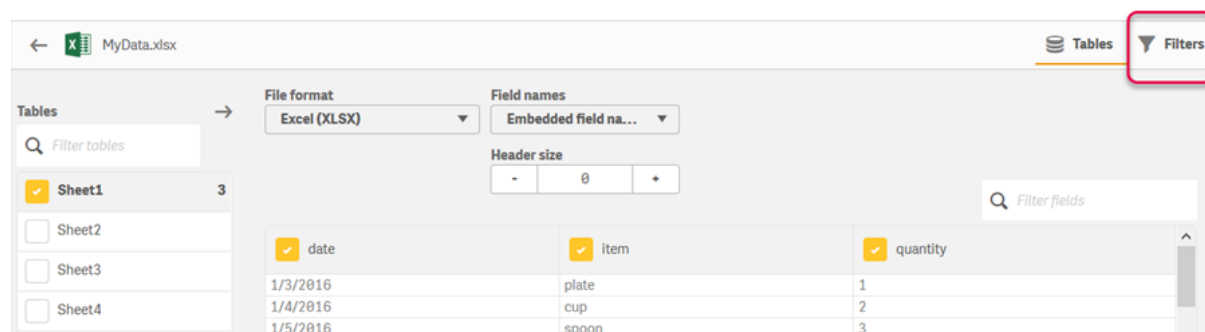 MyData.xlsx
Tables
Filters
Tables
File format
Field names
Excel (XLSX)
Embedded field na...
Filter tables
Header size
- 0 +
Sheet1 3
Filter fields
Sheet2
date item quantity
Sheet3
1/3/2016 plate 1
Sheet4
1/4/2016 cup 2
1/5/2016 spoon 3